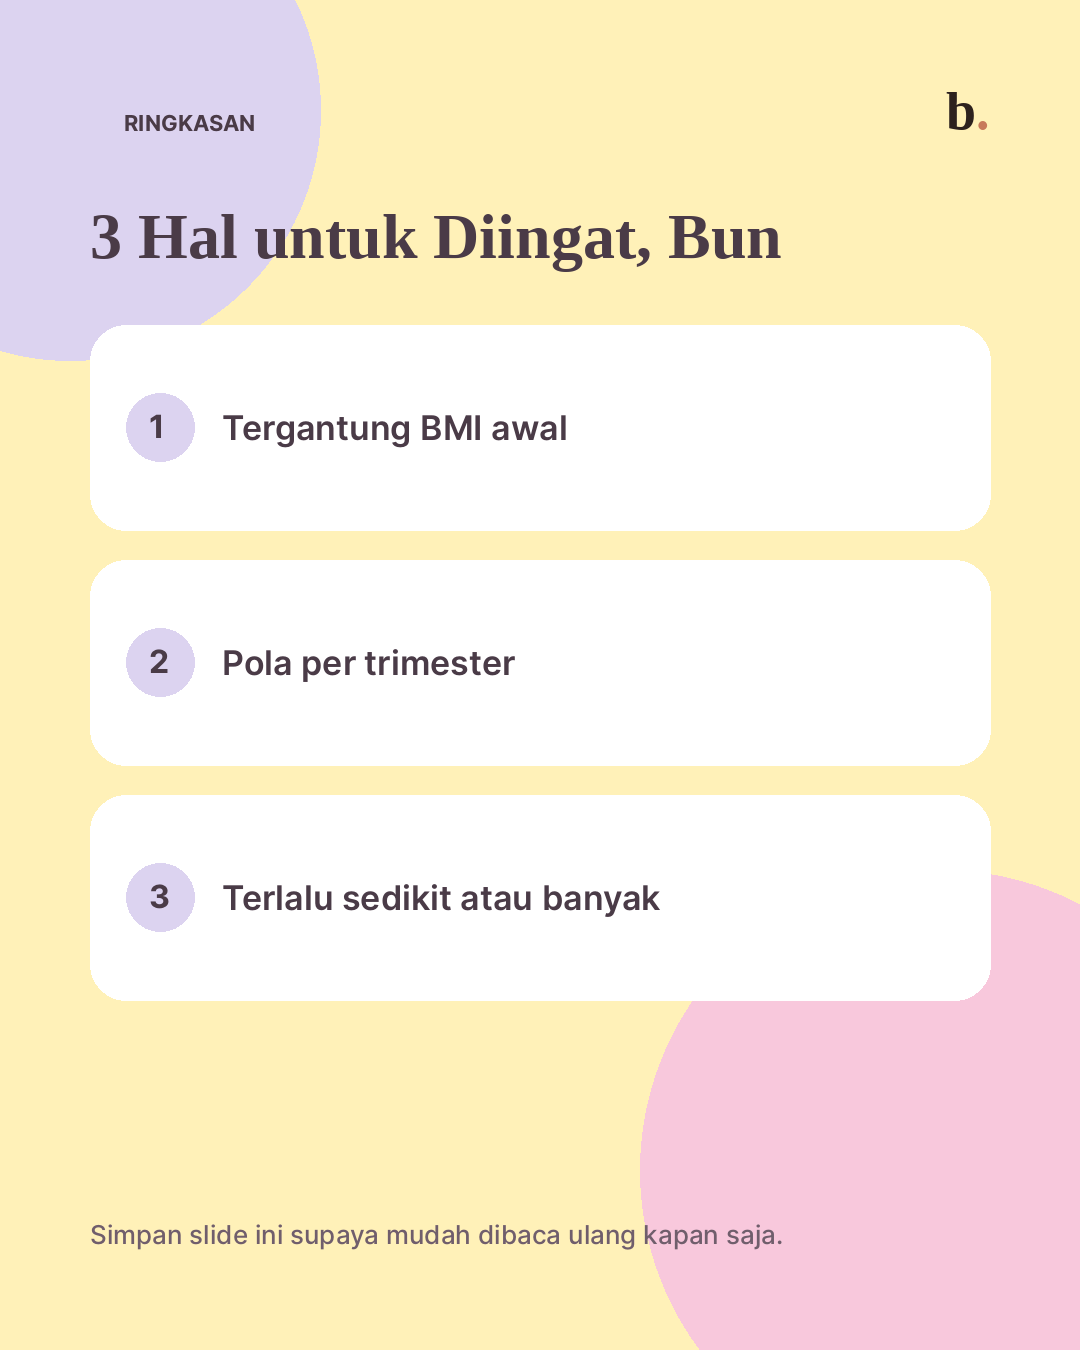 RINGKASAN
b.
3 Hal untuk Diingat, Bun
1 Tergantung BMI awal
2 Pola per trimester
3 Terlalu sedikit atau banyak
Simpan slide ini supaya mudah dibaca ulang kapan saja.